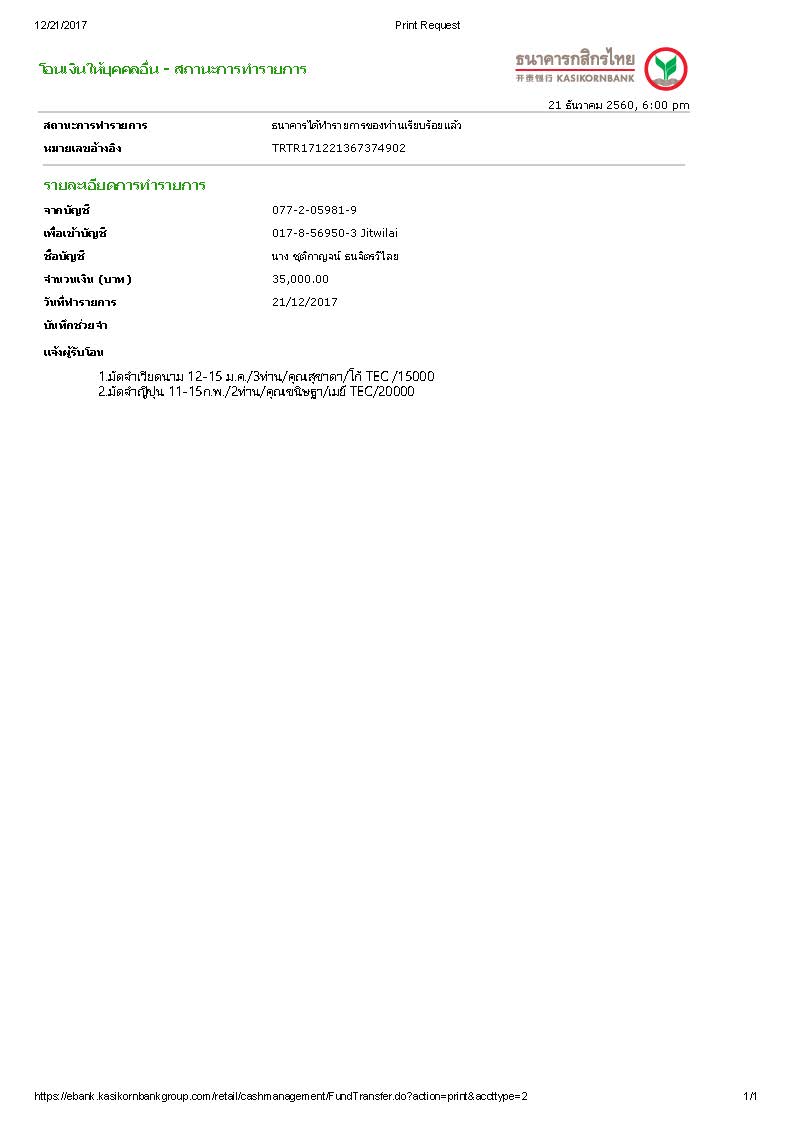 12/21/2017 Print Request
โอนเงินให้บุคคลอื่น - สถานะการทำรายการ
ธนาคารกสิกรไทย
开泰银行 KASIKORNBANK
21 ธันวาคม 2560, 6:00 pm
สถานะการทำรายการ ธนาคารได้ทำรายการของท่านเรียบร้อยแล้ว
หมายเลขอ้างอิง TRTR171221367374902
รายละเอียดการทำรายการ
จากบัญชี 077-2-05981-9
เพื่อเข้าบัญชี 017-8-56950-3 Jitwilai
ชื่อบัญชี นาง ชุติกาญจน์ ธนจิตรวิไลย
จำนวนเงิน (บาท) 35,000.00
วันที่ทำรายการ 21/12/2017
บันทึกช่วยจำ
แจ้งผู้รับโอน
1.มัดจำเวียดนาม 12-15 ม.ค./3ท่าน/คุณสุชาดา/โก้ TEC /15000
2.มัดจำญี่ปุ่น 11-15ก.พ./2ท่าน/คุณขนิษฐา/เมย์ TEC/20000
https://ebank.kasikornbankgroup.com/retail/cashmanagement/FundTransfer.do?action=print&accttype=2 1/1